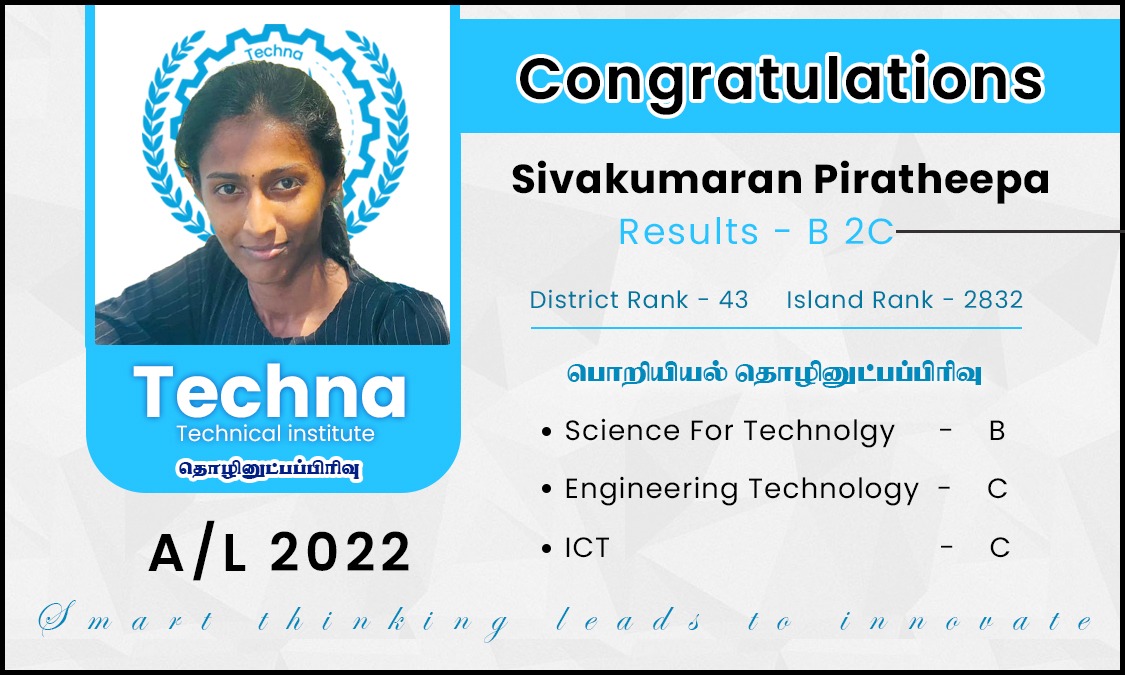 Techna
Congratulations
Sivakumaran Piratheepa
Results - B 2C
District Rank - 43 Island Rank - 2832
பொறியியல் தொழினுட்பப்பிரிவு
• Science For Technolgy - B
• Engineering Technology - C
• ICT - C
Techna
Technical institute
தொழினுட்பப்பிரிவு
A/L 2022
Smart thinking leads to innovate